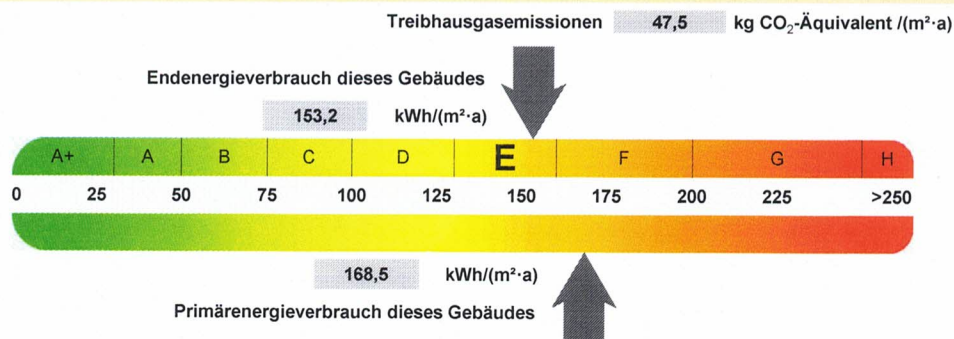 Treibhausgasemissionen 47,5 kg CO₂-Äquivalent /(m²·a)
Endenergieverbrauch dieses Gebäudes
153,2 kWh/(m²·a)
A+ A B C D E F G H
0 25 50 75 100 125 150 175 200 225 >250
168,5 kWh/(m²·a)
Primärenergieverbrauch dieses Gebäudes